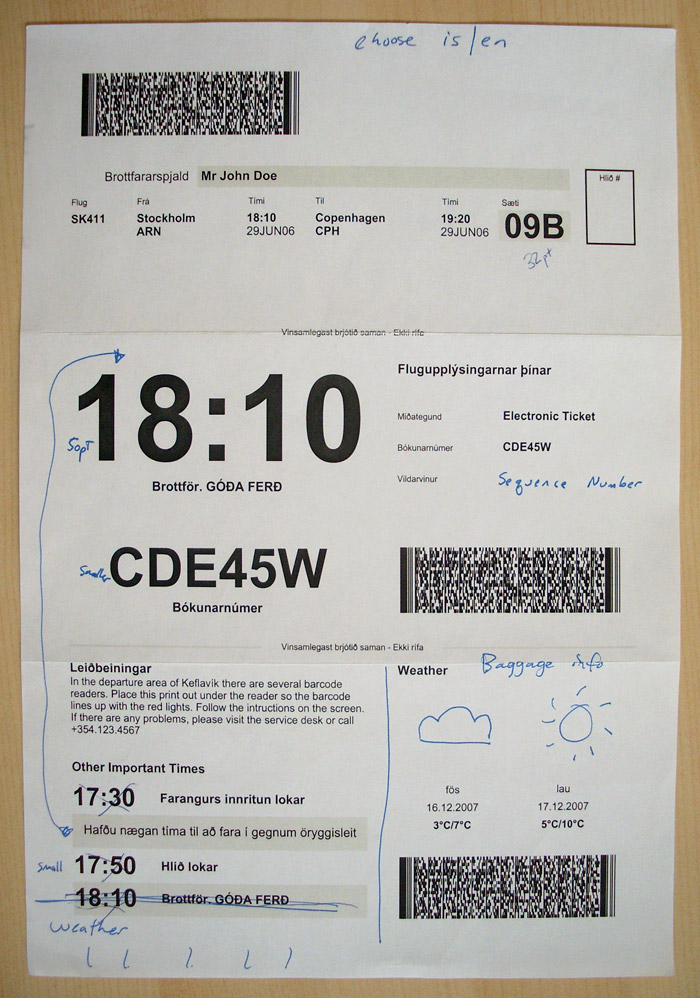 choose is/en
Brottfararspjald Mr John Doe
Hlið #
Flug Frá Tími Til Tími Sæti
SK411 Stockholm 18:10 Copenhagen 19:20 09B
ARN 29JUN06 CPH 29JUN06
32pt
Vinsamlegast brjótið saman - Ekki rífa
18:10
50pt
Brottför. GÓÐA FERÐ
Flugupplýsingarnar þínar
Miðategund Electronic Ticket
Bókunarnúmer CDE45W
Vildarvinur Sequence Number
smaller CDE45W
Bókunarnúmer
Vinsamlegast brjótið saman - Ekki rífa
Leiðbeiningar
In the departure area of Keflavik there are several barcode
readers. Place this print out under the reader so the barcode
lines up with the red lights. Follow the intructions on the screen.
If there are any problems, please visit the service desk or call
+354.123.4567
Other Important Times
17:30 Farangurs innritun lokar
Hafðu nægan tíma til að fara í gegnum öryggisleit
small 17:50 Hlið lokar
18:10 Brottför. GÓÐA FERÐ
Weather
Weather Baggage info
fös lau
16.12.2007 17.12.2007
3°C/7°C 5°C/10°C